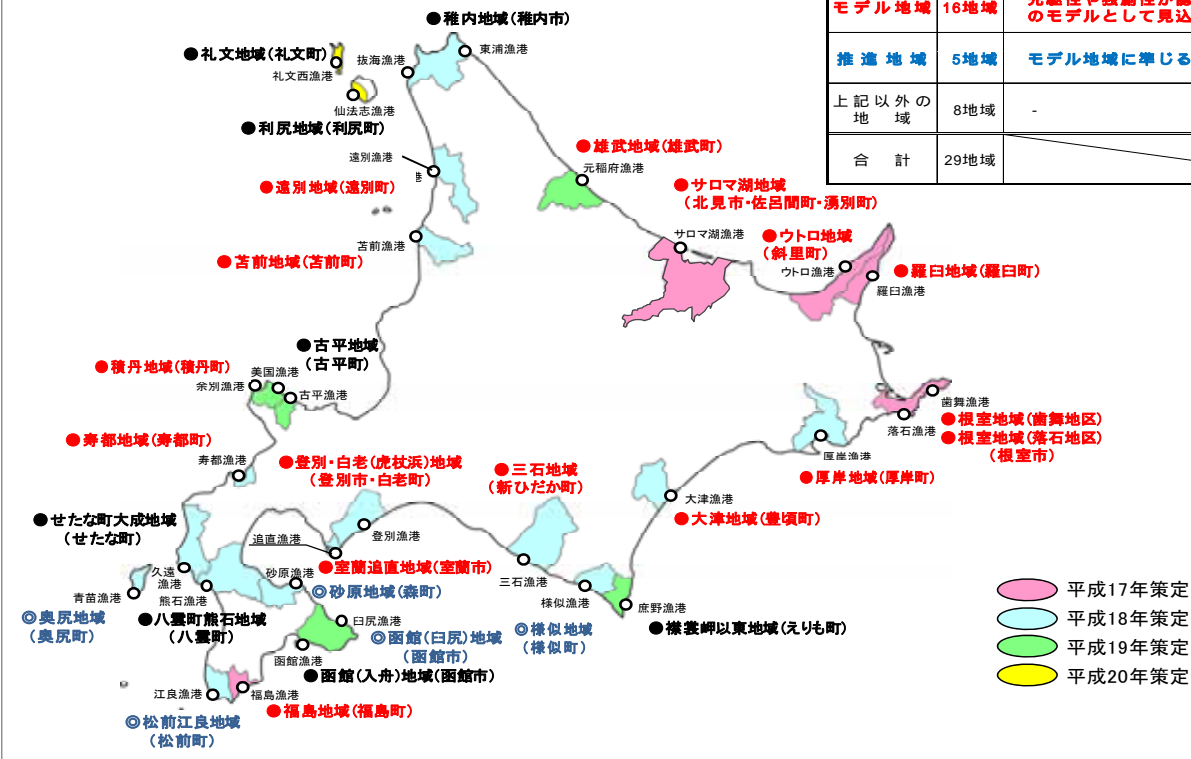 モデル地域 16地域
のモデルとして見込
推進地域 5地域 モデル地域に準じる
上記以外の
地域 8地域 -
合計 29地域
●稚内地域(稚内市)
東浦漁港
抜海漁港
●礼文地域(礼文町)
礼文西漁港
仙法志漁港
●利尻地域(利尻町)
遠別漁港
港
●遠別地域(遠別町)
苫前漁港
●苫前地域(苫前町)
●雄武地域(雄武町)
元稲府漁港
●サロマ湖地域
(北見市・佐呂間町・湧別町)
サロマ湖漁港
●ウトロ地域
(斜里町)
ウトロ漁港
●羅臼地域(羅臼町)
羅臼漁港
●古平地域
(古平町)
●積丹地域(積丹町)
美国漁港
余別漁港
古平漁港
●寿都地域(寿都町)
寿都漁港
歯舞漁港
落石漁港
●根室地域(歯舞地区)
●根室地域(落石地区)
(根室市)
厚岸漁港
●厚岸地域(厚岸町)
●登別・白老(虎杖浜)地域
(登別市・白老町)
登別漁港
追直漁港
●室蘭追直地域(室蘭市)
●三石地域
(新ひだか町)
三石漁港
大津漁港
●大津地域(豊頃町)
●せたな町大成地域
(せたな町)
久遠
漁港
熊石漁港
青苗漁港
◎奥尻地域
(奥尻町)
●八雲町熊石地域
(八雲町)
砂原漁港
◎砂原地域(森町)
臼尻漁港
◎函館(臼尻)地域
(函館市)
函館漁港
●函館(入舟)地域(函館市)
様似漁港
◎様似地域
(様似町)
庶野漁港
●襟裳岬以東地域(えりも町)
江良漁港
福島漁港
●福島地域(福島町)
◎松前江良地域
(松前町)
平成17年策定
平成18年策定
平成19年策定
平成20年策定